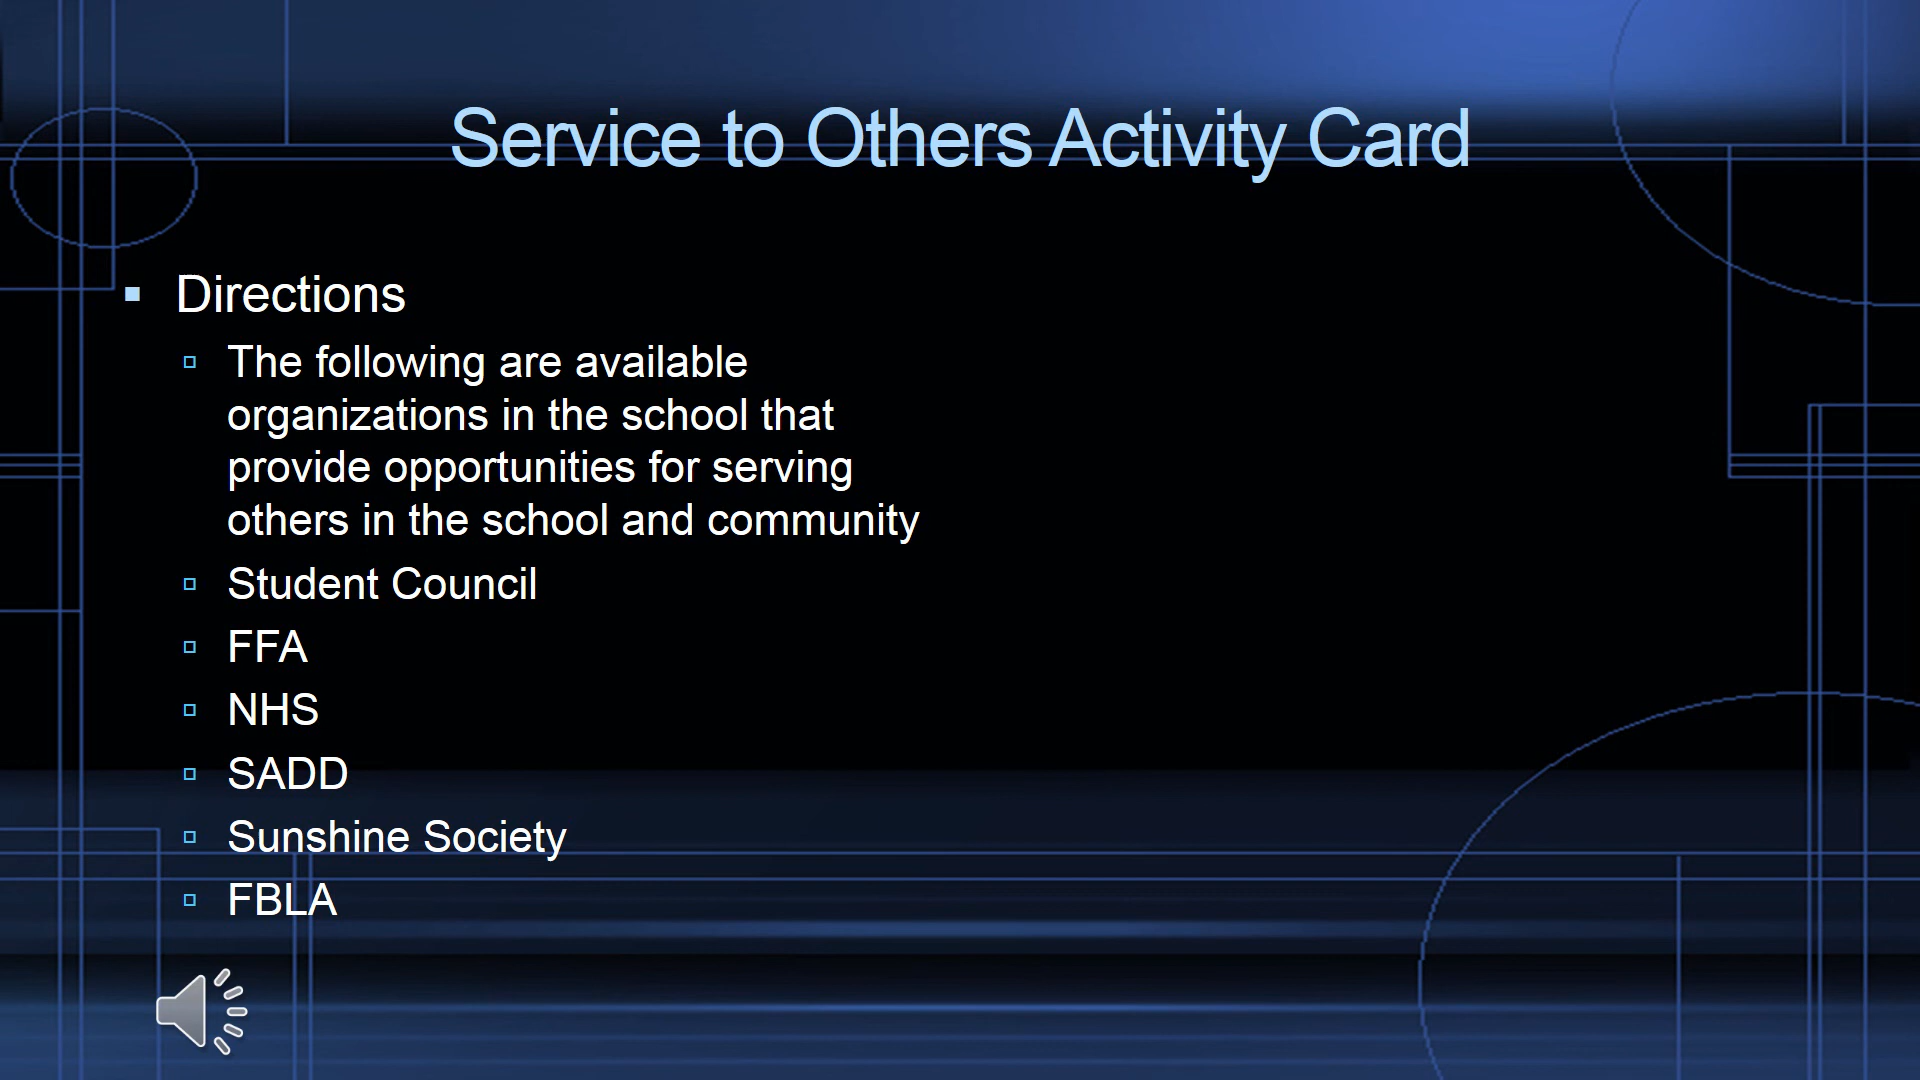 Service to Others Activity Card
Directions
The following are available
organizations in the school that
provide opportunities for serving
others in the school and community
Student Council
FFA
NHS
SADD
Sunshine Society
FBLA